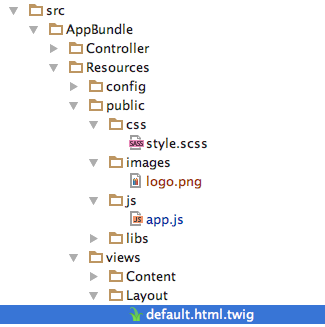 src
AppBundle
Controller
Resources
config
public
css
style.scss
images
logo.png
js
app.js
libs
views
Content
Layout
default.html.twig